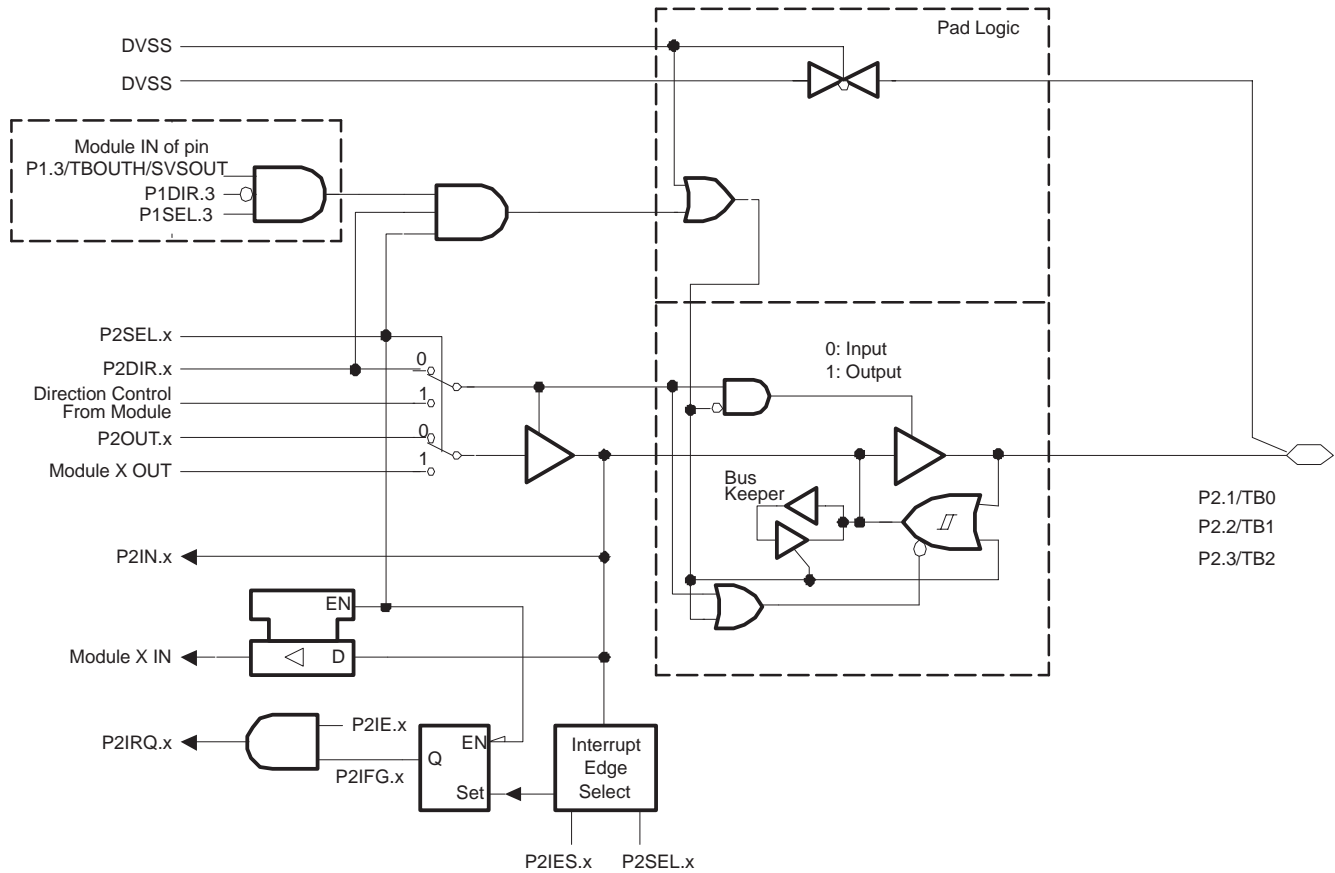 Pad Logic
DVSS
DVSS
Module IN of pin
P1.3/TBOUTH/SVSOUT
P1DIR.3
P1SEL.3
P2SEL.x
P2DIR.x
0
Direction Control
From Module
1
P2OUT.x
0
Module X OUT
1
0: Input
1: Output
Bus
Keeper
P2.1/TB0
P2.2/TB1
P2.3/TB2
P2IN.x
EN
Module X IN
D
P2IRQ.x
P2IE.x
P2IFG.x
EN
Q
Set
Interrupt
Edge
Select
P2IES.x
P2SEL.x